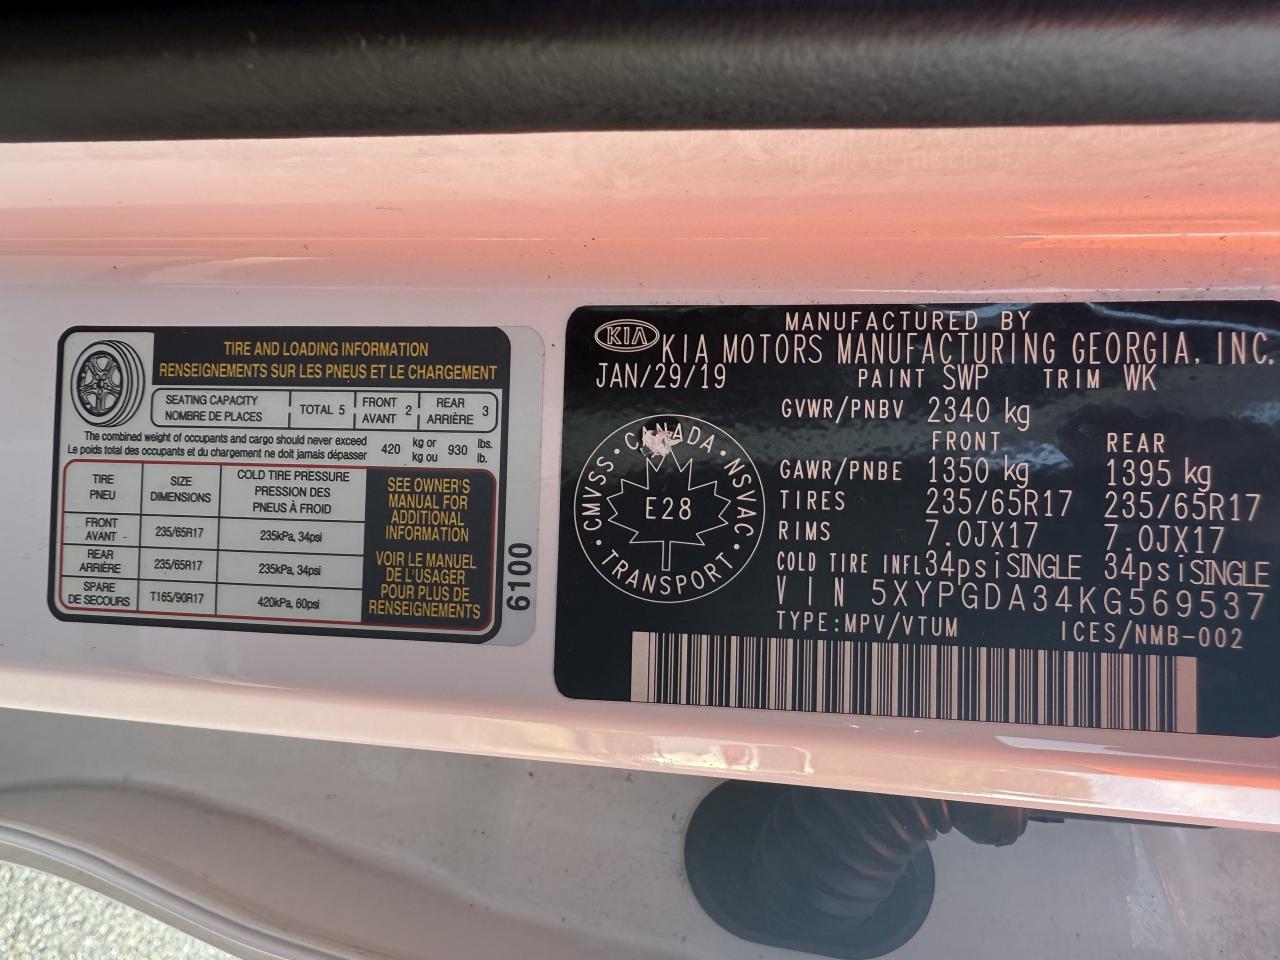 TIRE AND LOADING INFORMATION
RENSEIGNEMENTS SUR LES PNEUS ET LE CHARGEMENT
SEATING CAPACITY
NOMBRE DE PLACES
TOTAL 5
FRONT
AVANT 2
REAR
ARRIÈRE 3
The combined weight of occupants and cargo should never exceed
Le poids total des occupants et du chargement ne doit jamais dépasser
420
kg or
kg ou
930
lbs.
lb.
TIRE
PNEU
SIZE
DIMENSIONS
COLD TIRE PRESSURE
PRESSION DES
PNEUS À FROID
FRONT
AVANT
235/65R17
235kPa, 34psi
REAR
ARRIÈRE
235/65R17
235kPa, 34psi
SPARE
DE SECOURS
T165/90R17
420kPa, 60psi
SEE OWNER'S
MANUAL FOR
ADDITIONAL
INFORMATION
VOIR LE MANUEL
DE L'USAGER
POUR PLUS DE
RENSEIGNEMENTS
6100
KIA
MANUFACTURED BY
KIA MOTORS MANUFACTURING GEORGIA, INC.
JAN/29/19 PAINT SWP TRIM WK
GVWR/PNBV 2340 kg
FRONT REAR
GAWR/PNBE 1350 kg 1395 kg
TIRES 235/65R17 235/65R17
RIMS 7.0JX17 7.0JX17
COLD TIRE INFL 34psi SINGLE 34psi SINGLE
VIN 5XYPGDA34KG569537
TYPE:MPV/VTUM ICES/NMB-002
CMVSS · CANADA · NSVAC · TRANSPORT ·
E28